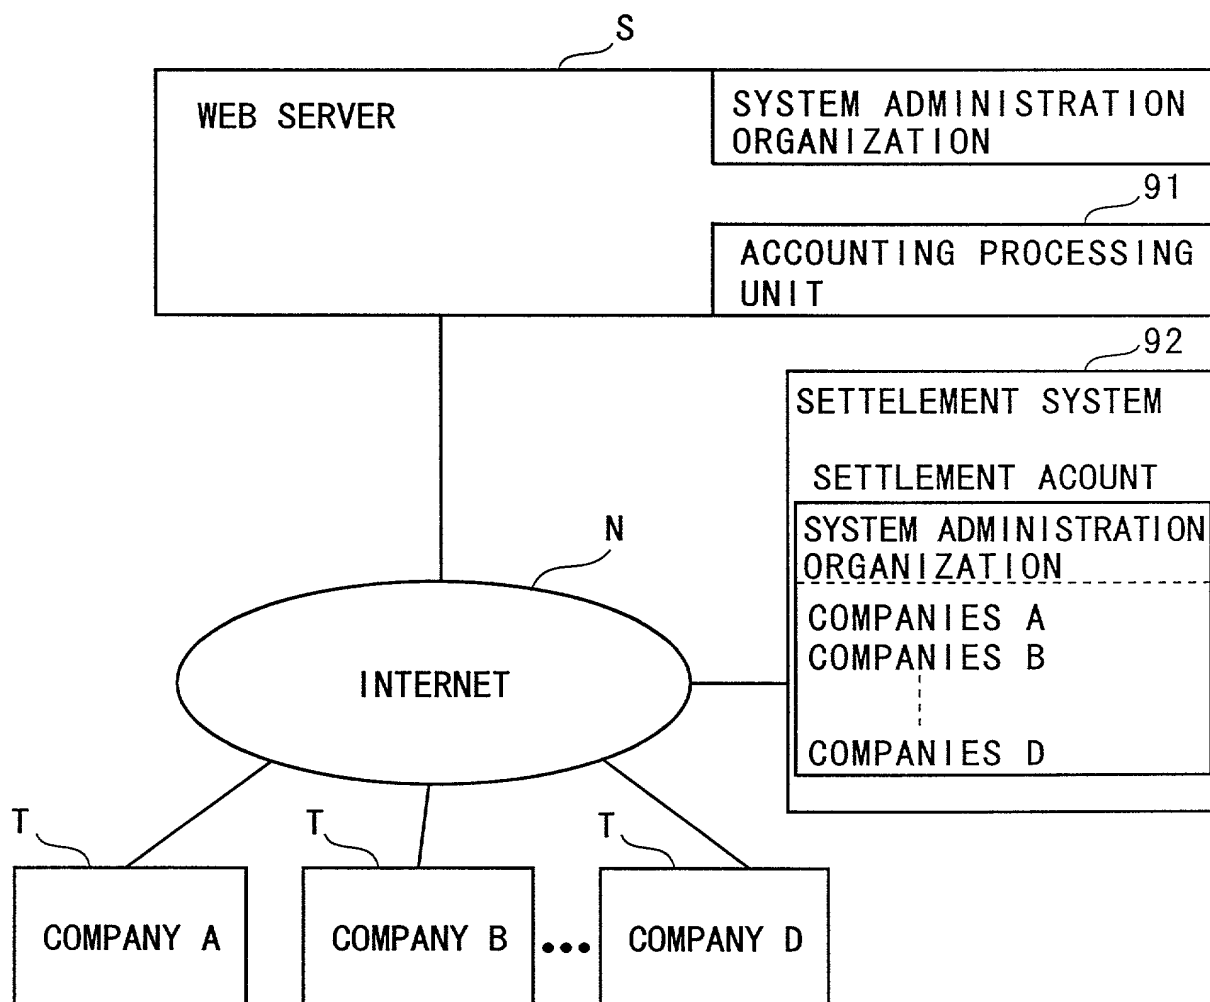 S
WEB SERVER
SYSTEM ADMINISTRATION
ORGANIZATION
91
ACCOUNTING PROCESSING
UNIT
92
SETTELEMENT SYSTEM
SETTLEMENT ACOUNT
SYSTEM ADMINISTRATION
ORGANIZATION
COMPANIES A
COMPANIES B
COMPANIES D
N
INTERNET
T
T
T
COMPANY A
COMPANY B
•••
COMPANY D